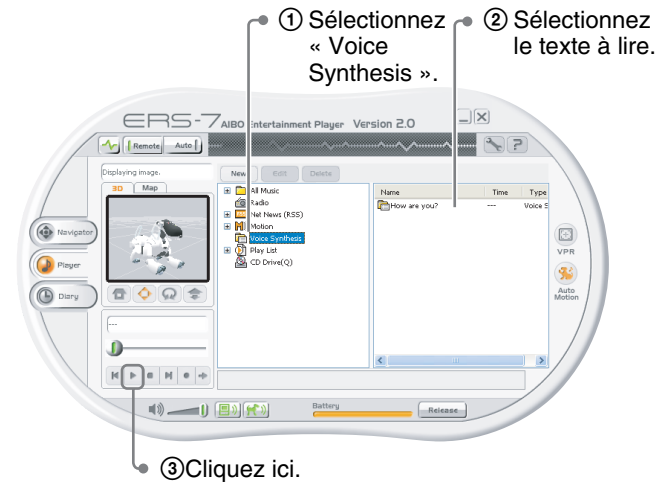 ① Sélectionnez
« Voice
Synthesis ».
② Sélectionnez
le texte à lire.
ERS-7 AIBO Entertainment Player Version 2.0
Remote Auto
Displaying image.
New Edit Delete
3D Map
All Music
Radio
Net News (RSS)
Motion
Voice Synthesis
Play List
CD Drive(Q)
Name Time Type
How are you? --- Voice S
Navigator
Player
Diary
VPR
Auto
Motion
---
Battery
Release
③Cliquez ici.